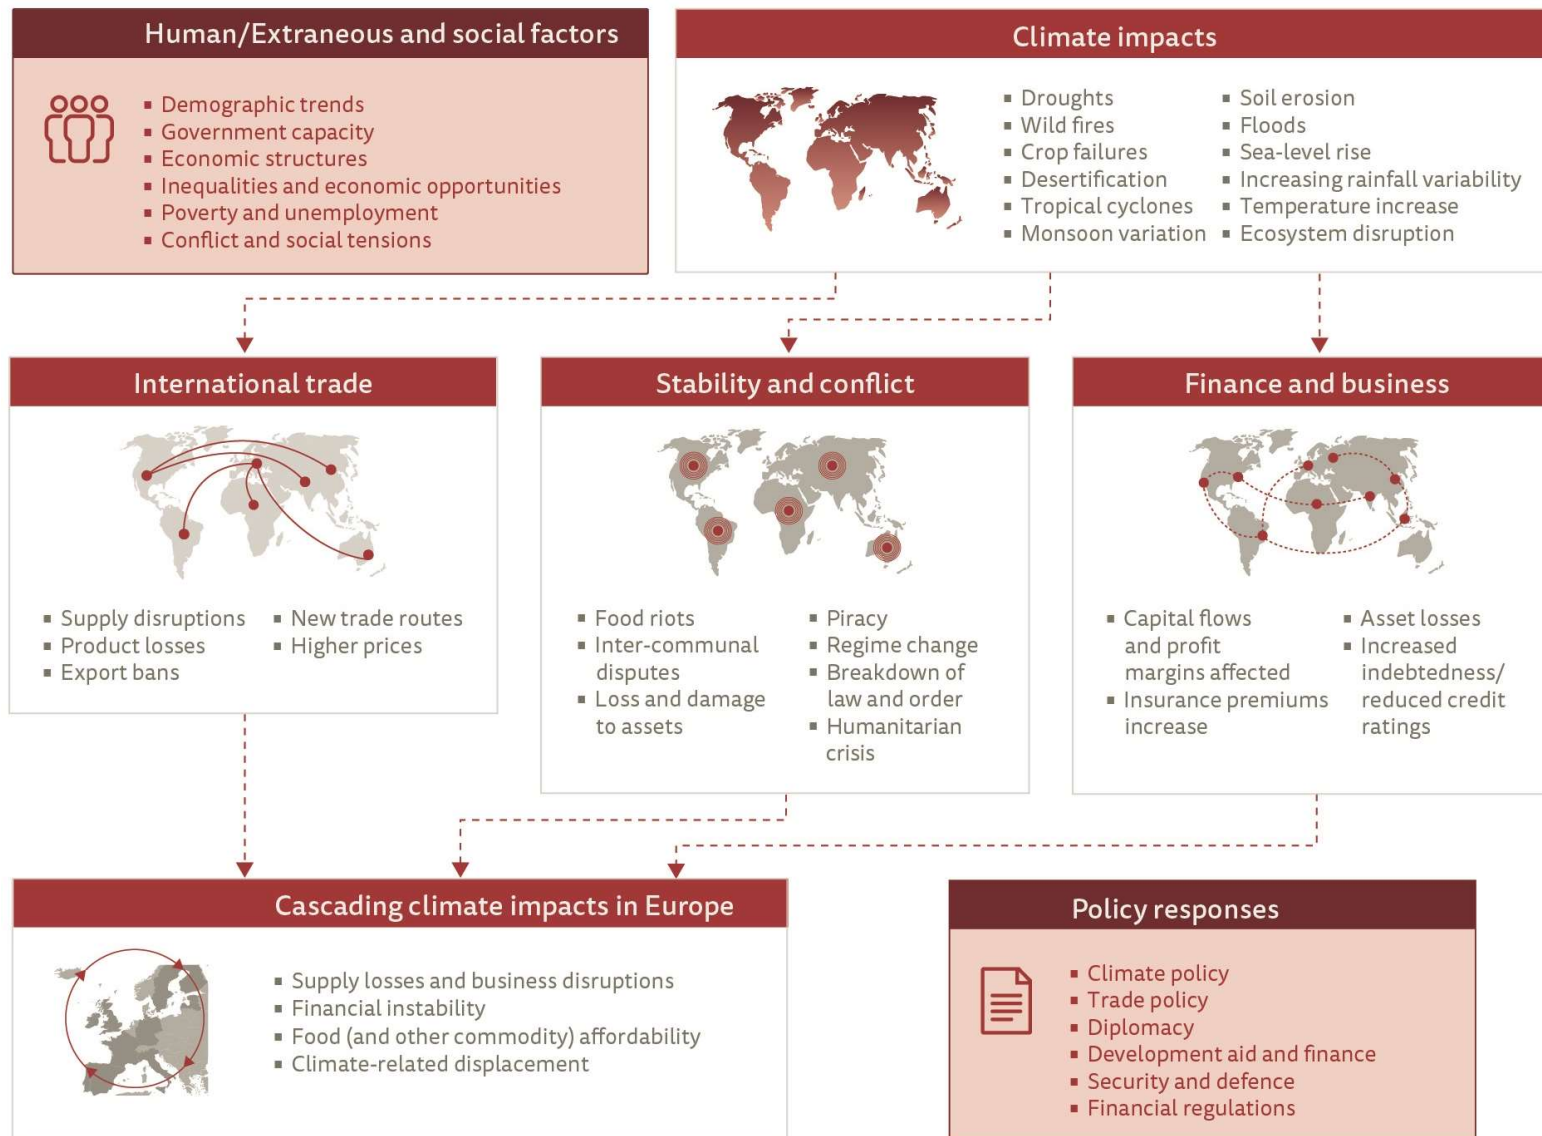 Human/Extraneous and social factors
▪ Demographic trends
▪ Government capacity
▪ Economic structures
▪ Inequalities and economic opportunities
▪ Poverty and unemployment
▪ Conflict and social tensions
Climate impacts
▪ Droughts
▪ Wild fires
▪ Crop failures
▪ Desertification
▪ Tropical cyclones
▪ Monsoon variation
▪ Soil erosion
▪ Floods
▪ Sea-level rise
▪ Increasing rainfall variability
▪ Temperature increase
▪ Ecosystem disruption
International trade
▪ Supply disruptions
▪ Product losses
▪ Export bans
▪ New trade routes
▪ Higher prices
Stability and conflict
▪ Food riots
▪ Inter-communal
disputes
▪ Loss and damage
to assets
▪ Piracy
▪ Regime change
▪ Breakdown of
law and order
▪ Humanitarian
crisis
Finance and business
▪ Capital flows
and profit
margins affected
▪ Insurance premiums
increase
▪ Asset losses
▪ Increased
indebtedness/
reduced credit
ratings
Cascading climate impacts in Europe
▪ Supply losses and business disruptions
▪ Financial instability
▪ Food (and other commodity) affordability
▪ Climate-related displacement
Policy responses
▪ Climate policy
▪ Trade policy
▪ Diplomacy
▪ Development aid and finance
▪ Security and defence
▪ Financial regulations